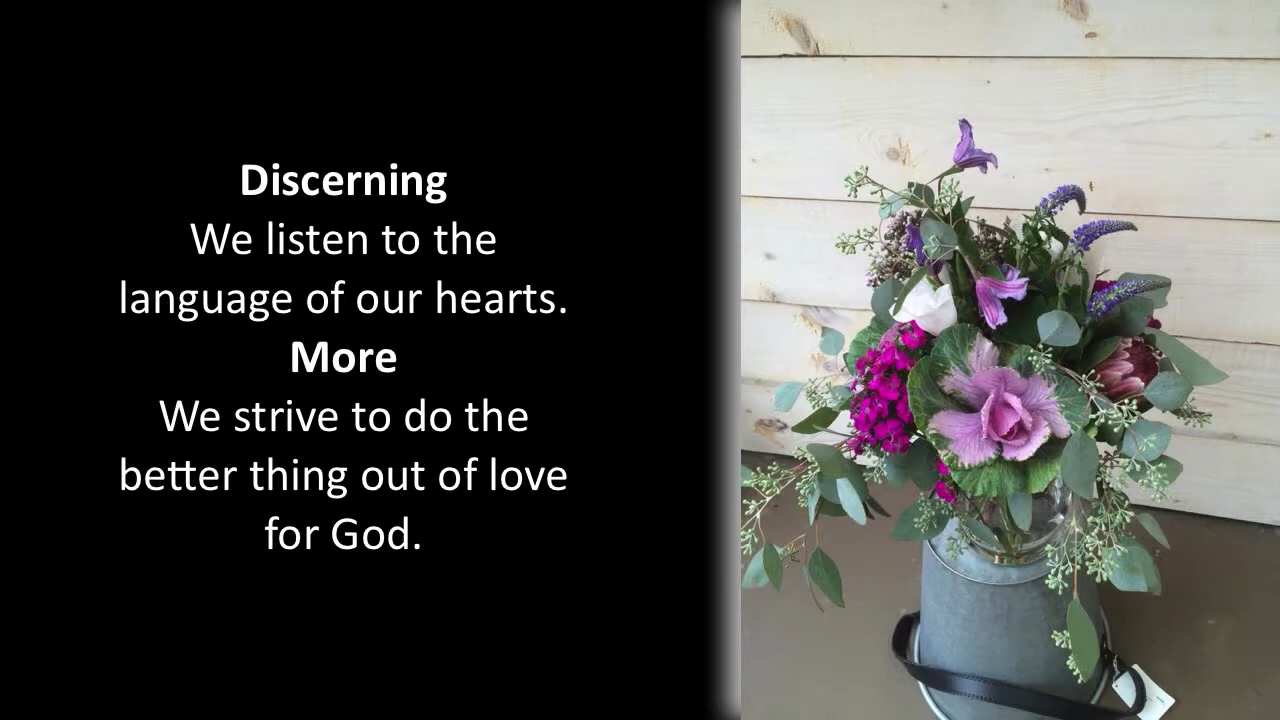 Discerning
We listen to the
language of our hearts.
More
We strive to do the
better thing out of love
for God.